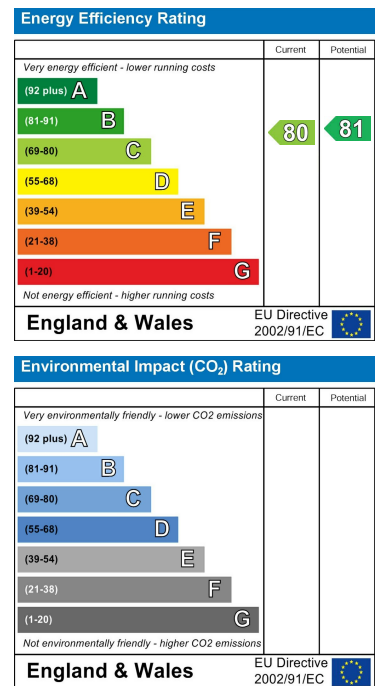 Energy Efficiency Rating
Current Potential
Very energy efficient - lower running costs
(92 plus) A
(81-91) B
(69-80) C
80 81
(55-68) D
(39-54) E
(21-38) F
(1-20) G
Not energy efficient - higher running costs
England & Wales
EU Directive
2002/91/EC
Environmental Impact (CO₂) Rating
Current Potential
Very environmentally friendly - lower CO2 emissions
(92 plus) A
(81-91) B
(69-80) C
(55-68) D
(39-54) E
(21-38) F
(1-20) G
Not environmentally friendly - higher CO2 emissions
England & Wales
EU Directive
2002/91/EC